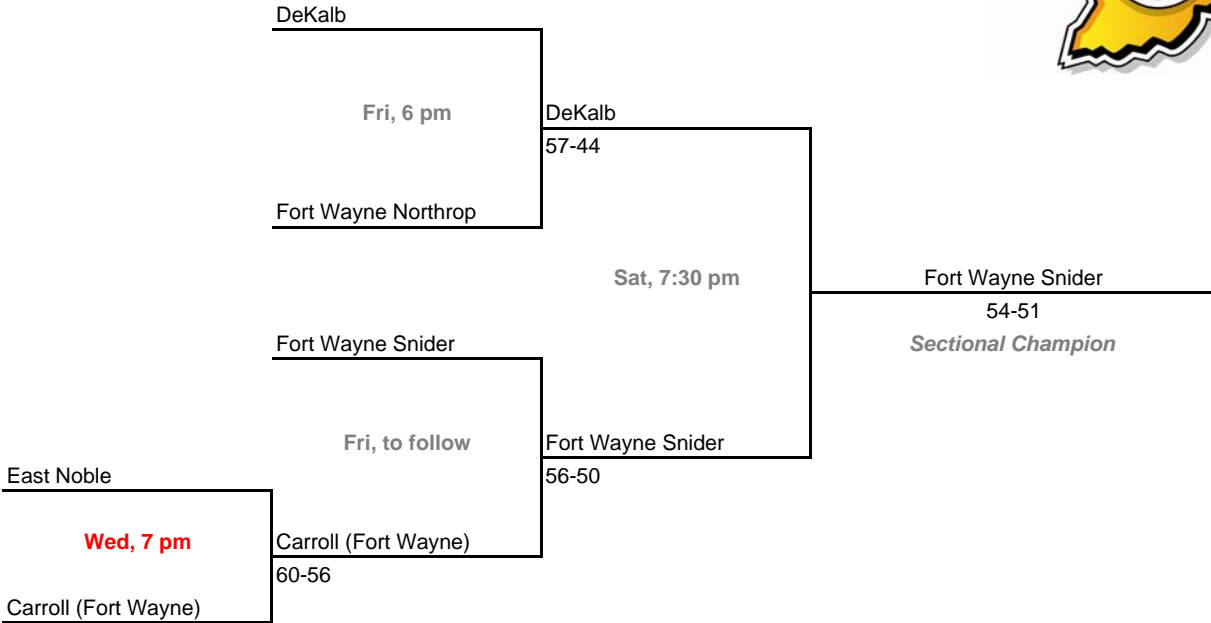 DeKalb
Fri, 6 pm
DeKalb
57-44
Fort Wayne Northrop
Sat, 7:30 pm
Fort Wayne Snider
54-51
Sectional Champion
Fort Wayne Snider
Fri, to follow
Fort Wayne Snider
56-50
East Noble
Wed, 7 pm
Carroll (Fort Wayne)
60-56
Carroll (Fort Wayne)